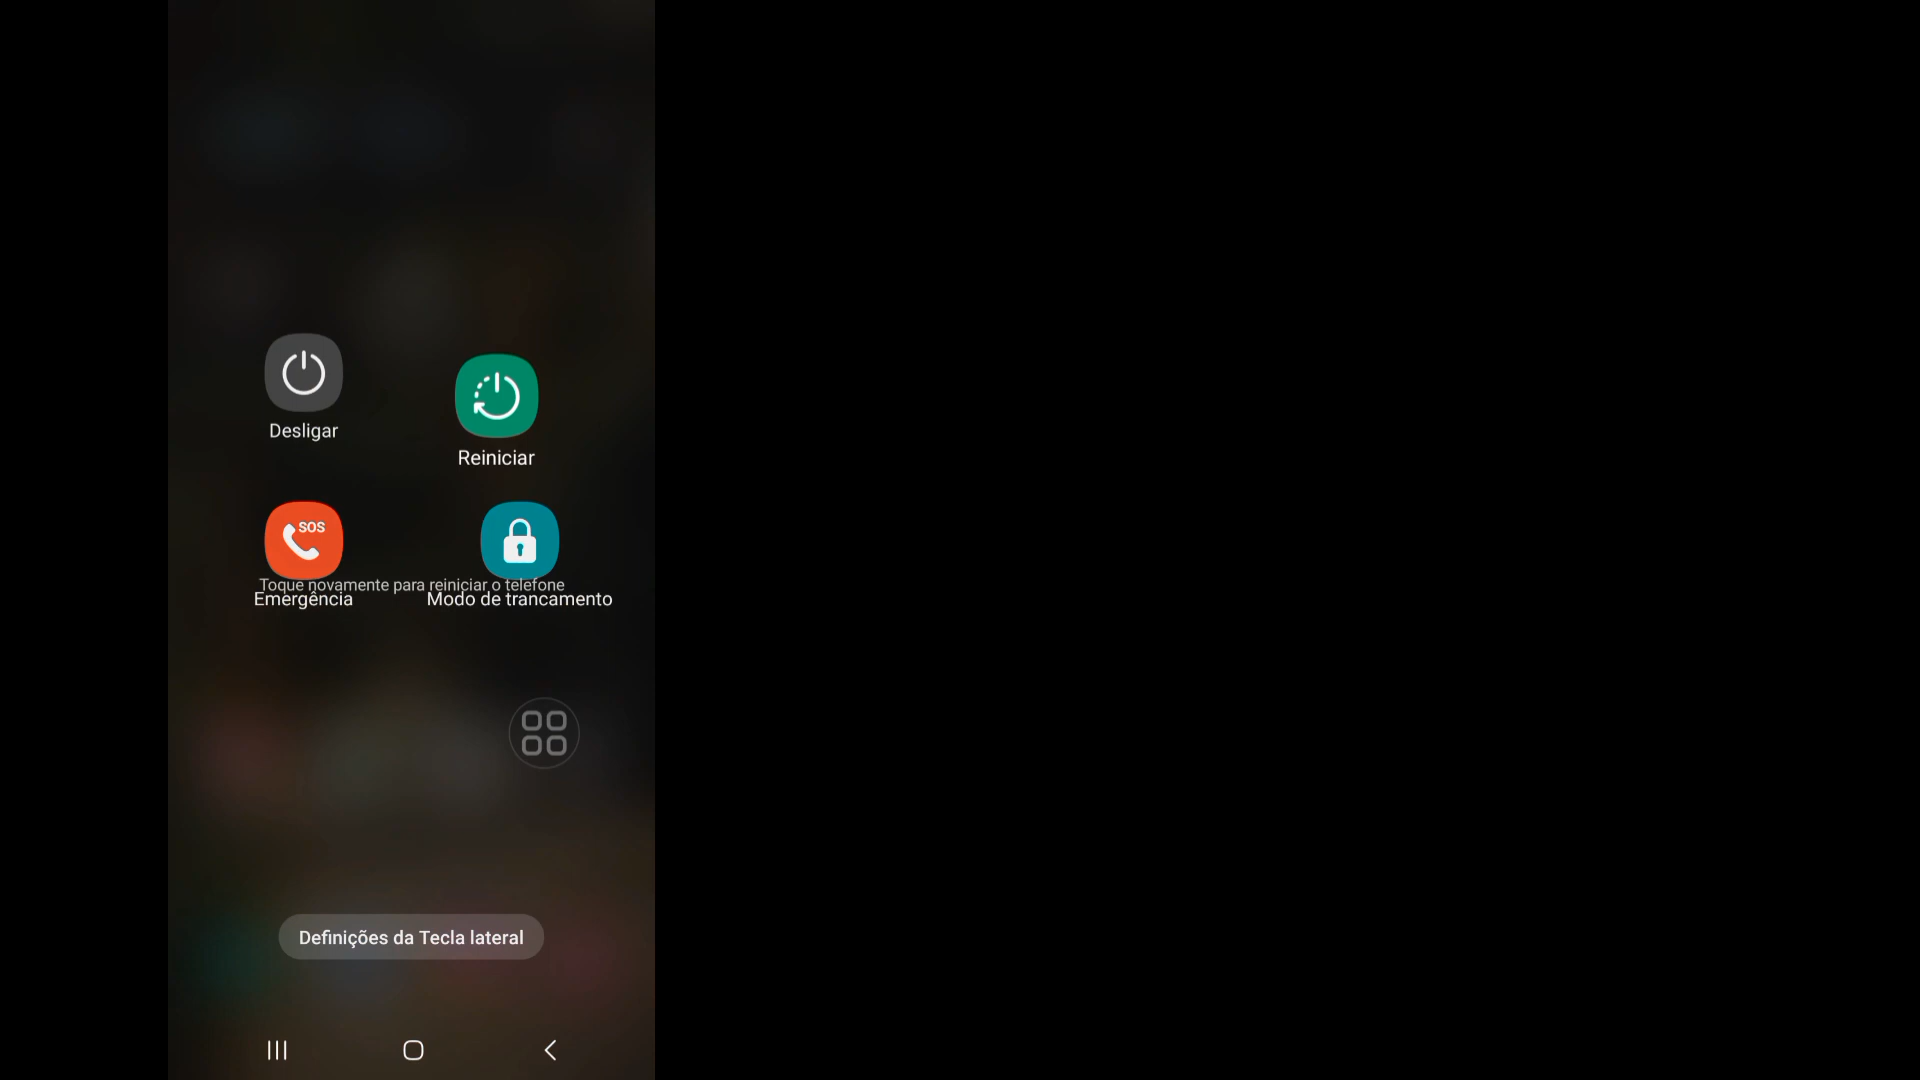 Desligar
Reiniciar
SOS
Toque novamente para reiniciar o telefone
Emergência
Modo de trancamento
Definições da Tecla lateral